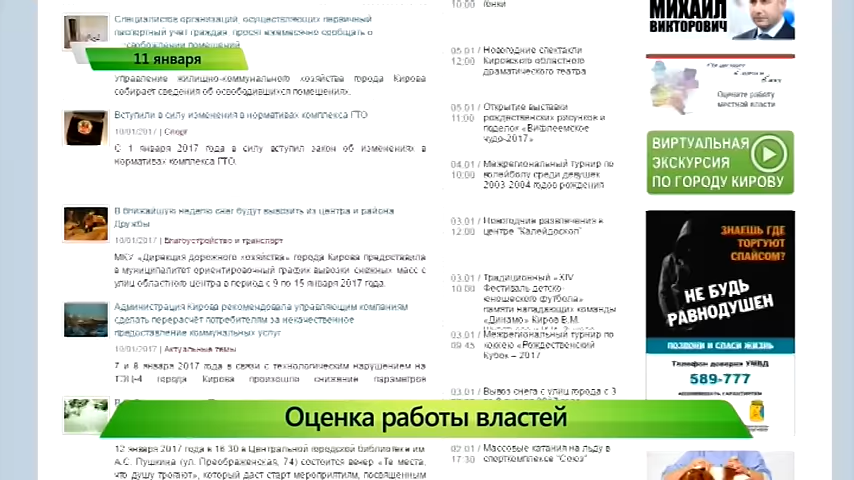 Специалистов организаций, осуществляющих первичный
паспортный учет граждан, просят ежемесячно сообщать о
освобождении помещений
11 января
Управление жилищно-коммунального хозяйства города Кирова
собирает сведения об освободившихся помещениях.
Вступили в силу изменения в нормативах комплекса ГТО
10/01/2017 | Спорт
С 1 января 2017 года в силу вступил закон об изменениях в
нормативах комплекса ГТО.
В ближайшую неделю снег будут вывозить из центра и района
Дружбы
10/01/2017 | Благоустройство и транспорт
МКУ «Дирекция дорожного хозяйства» города Кирова предоставила
в муниципалитет ориентировочный график вывозки снежных масс с
улиц областного центра в период с 9 по 15 января 2017 года.
Администрация Кирова рекомендовала управляющим компаниям
сделать перерасчёт потребителям за некачественное
предоставление коммунальных услуг
10/01/2017 | Актуальные темы
7 и 8 января 2017 года в связи с технологическим нарушением на
ТЭЦ-4 города Кирова произошло снижение параметров
12 января 2017 года в 16.30 в Центральной городской библиотеке им.
А.С. Пушкина (ул. Преображенская, 74) состоится вечер «Те места,
что душу трогают», который даст старт мероприятиям, посвященным
10:00
гонки
05.01 / Новогодние спектакли
12:00 Кировского областного
драматического театра
05.01 / Открытие выставки
11:00 рождественских рисунков и
поделок «Вифлеемское
чудо-2017»
04.01 / Межрегиональный турнир по
10:00 волейболу среди девушек
2003-2004 годов рождения
03.01 / Новогодние развлечения в
12:00 центре "Калейдоскоп"
03.01 / Традиционный «XIV
10:00 Фестиваль детско-
юношеского футбола»
памяти нападающих команды
«Динамо» Киров В.М.
03.01 / Межрегиональный турнир по
09:45 хоккею «Рождественский
Кубок – 2017
03.01 / Вывоз снега с улиц города с 3
02.01 / Массовые катания на льду в
17:30 спорткомплексе "Союз"
МИХАИЛ
ВИКТОРОВИЧ
Оцените работу
местной власти
ВИРТУАЛЬНАЯ
ЭКСКУРСИЯ
ПО ГОРОДУ КИРОВУ
ЗНАЕШЬ ГДЕ
ТОРГУЮТ
СПАЙСОМ?
НЕ БУДЬ
РАВНОДУШЕН
ПОЗВОНИ И СПАСИ ЖИЗНЬ
Телефон доверия УМВД
589-777
АНОНИМНОСТЬ ГАРАНТИРУЕМ
Оценка работы властей